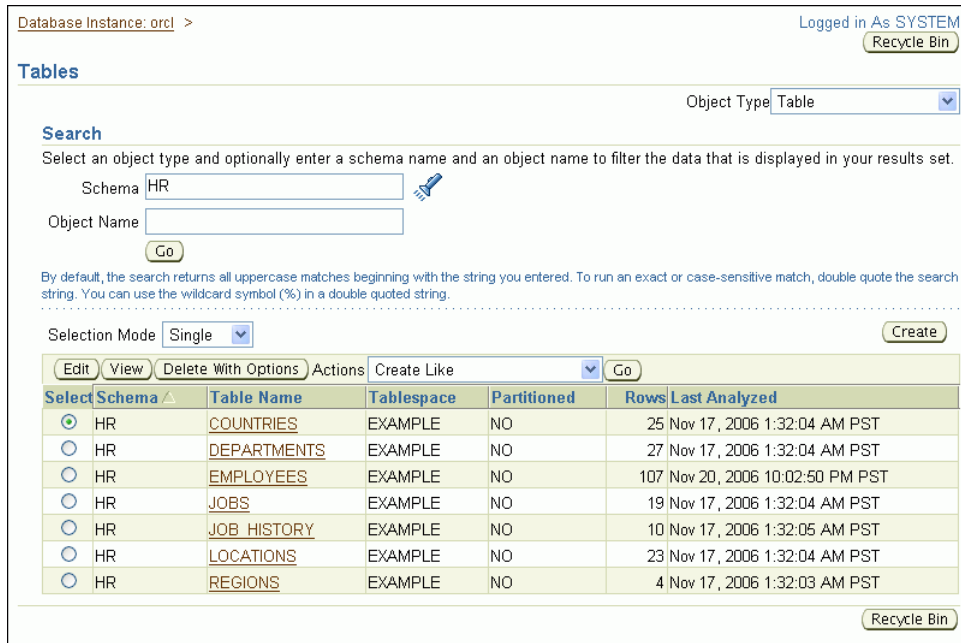 Database Instance: orcl >
Logged in As SYSTEM
Recycle Bin
Tables
Object Type Table
Search
Select an object type and optionally enter a schema name and an object name to filter the data that is displayed in your results set.
Schema HR
Object Name
Go
By default, the search returns all uppercase matches beginning with the string you entered. To run an exact or case-sensitive match, double quote the search
string. You can use the wildcard symbol (%) in a double quoted string.
Selection Mode Single
Create
Edit View Delete With Options Actions Create Like Go
Select Schema Table Name Tablespace Partitioned Rows Last Analyzed
HR COUNTRIES EXAMPLE NO 25 Nov 17, 2006 1:32:04 AM PST
HR DEPARTMENTS EXAMPLE NO 27 Nov 17, 2006 1:32:04 AM PST
HR EMPLOYEES EXAMPLE NO 107 Nov 20, 2006 10:02:50 PM PST
HR JOBS EXAMPLE NO 19 Nov 17, 2006 1:32:04 AM PST
HR JOB_HISTORY EXAMPLE NO 10 Nov 17, 2006 1:32:05 AM PST
HR LOCATIONS EXAMPLE NO 23 Nov 17, 2006 1:32:04 AM PST
HR REGIONS EXAMPLE NO 4 Nov 17, 2006 1:32:03 AM PST
Recycle Bin